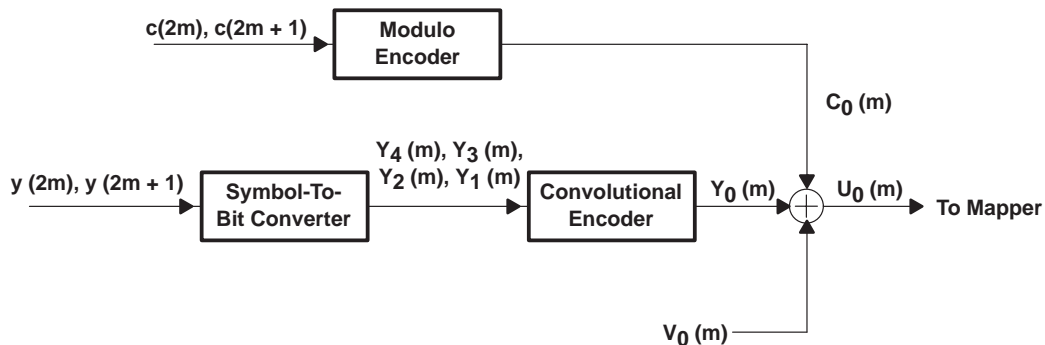 c(2m), c(2m + 1)
Modulo
Encoder
C0 (m)
y (2m), y (2m + 1)
Symbol-To-
Bit Converter
Y4 (m), Y3 (m),
Y2 (m), Y1 (m)
Convolutional
Encoder
Y0 (m)
U0 (m)
To Mapper
V0 (m)